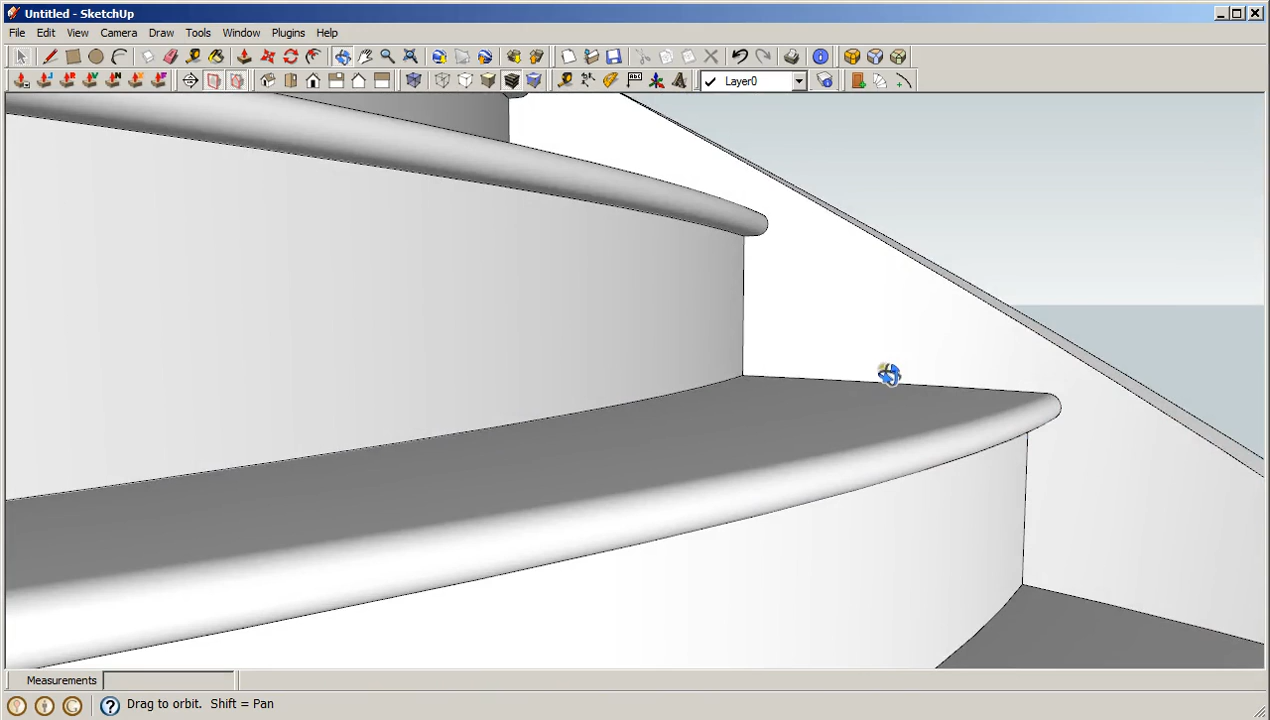 Untitled - SketchUp
File Edit View Camera Draw Tools Window Plugins Help
Layer0
Measurements
Drag to orbit. Shift = Pan